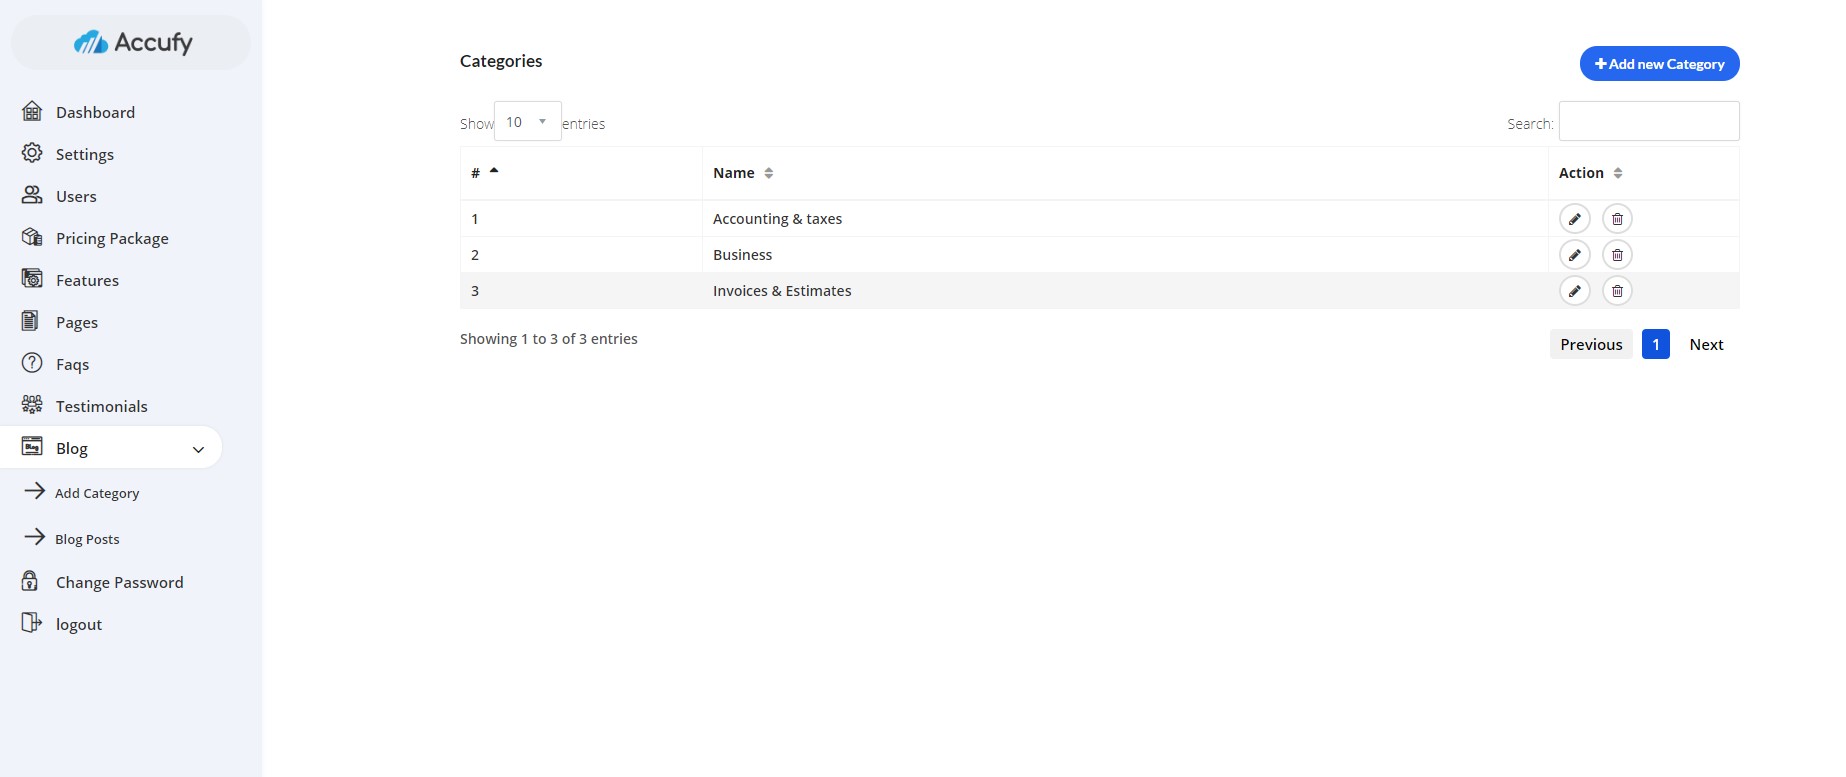 Accufy
Dashboard
Settings
Users
Pricing Package
Features
Pages
Faqs
Testimonials
Blog
Add Category
Blog Posts
Change Password
logout
Categories
Add new Category
Show 10 entries
Search:
# Name Action
1 Accounting & taxes
2 Business
3 Invoices & Estimates
Showing 1 to 3 of 3 entries
Previous 1 Next